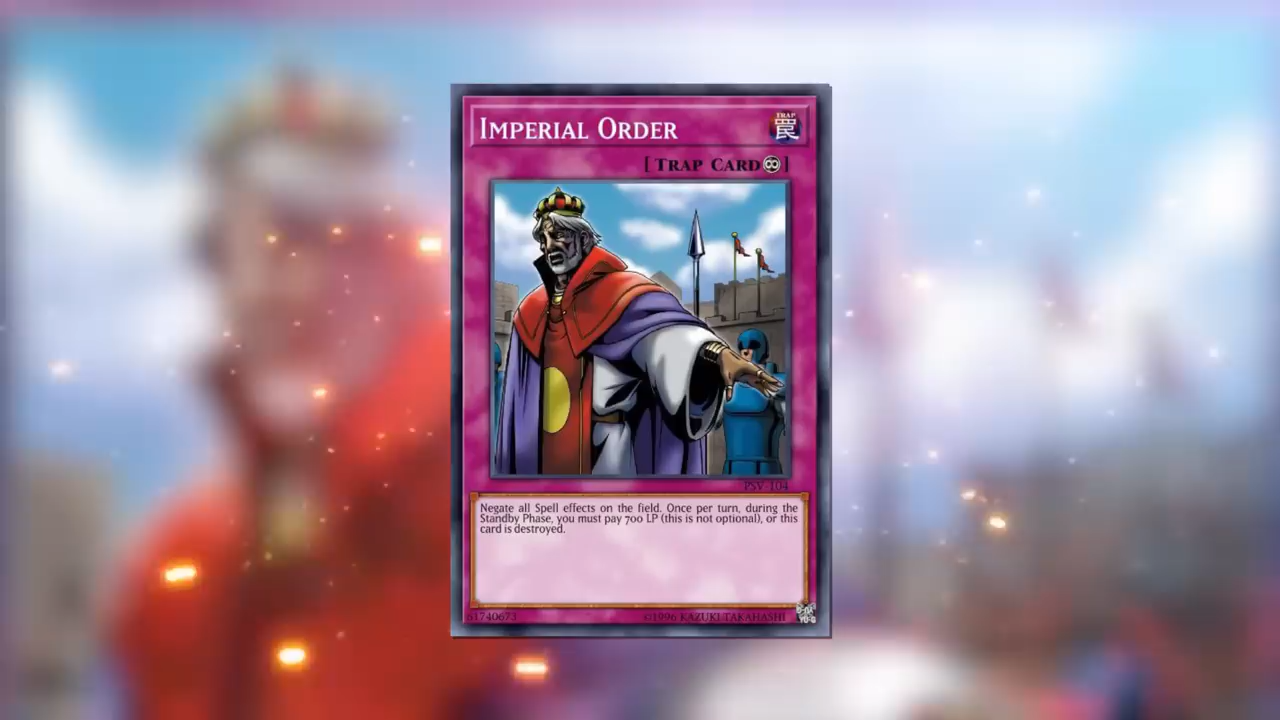 IMPERIAL ORDER
TRAP
罠
[ TRAP CARD ]
PSV-104
Negate all Spell effects on the field. Once per turn, during the
Standby Phase, you must pay 700 LP (this is not optional), or this
card is destroyed.
61740673
©1996 KAZUKI TAKAHASHI